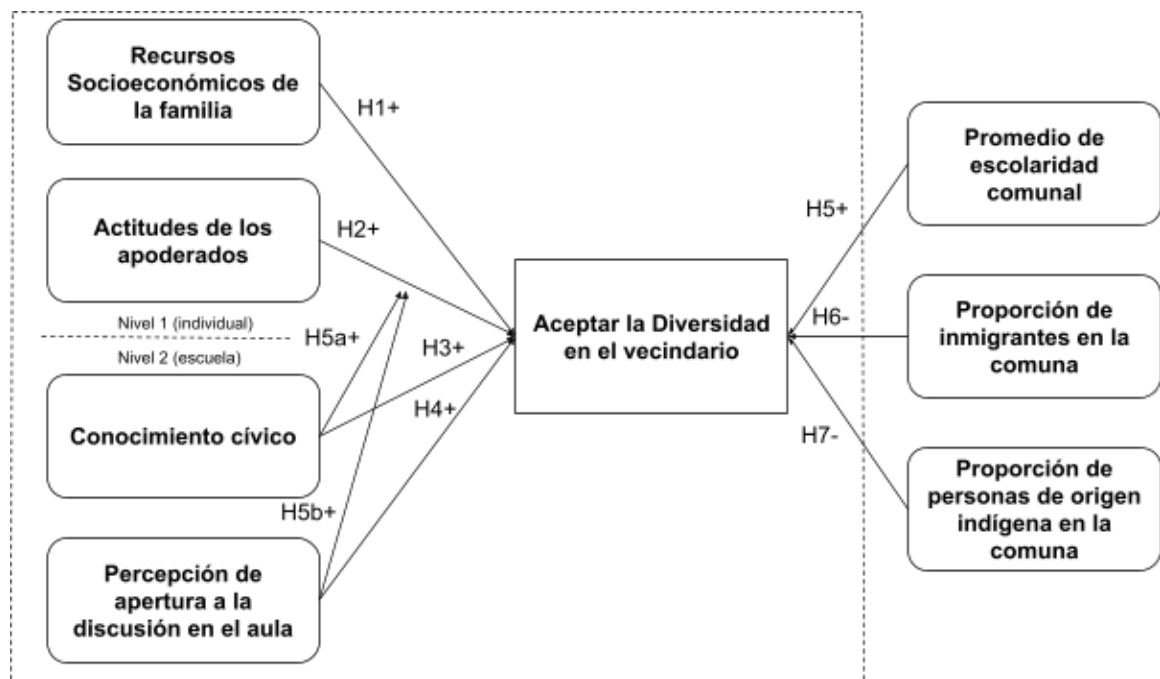 Recursos
Socioeconómicos de
la familia
H1+
Actitudes de los
apoderados
H2+
Nivel 1 (individual)
Nivel 2 (escuela)
H5a+
H3+
Conocimiento cívico
H4+
H5b+
Percepción de
apertura a la
discusión en el aula
Aceptar la Diversidad
en el vecindario
H5+
H6-
H7-
Promedio de
escolaridad
comunal
Proporción de
inmigrantes en la
comuna
Proporción de
personas de origen
indígena en la
comuna